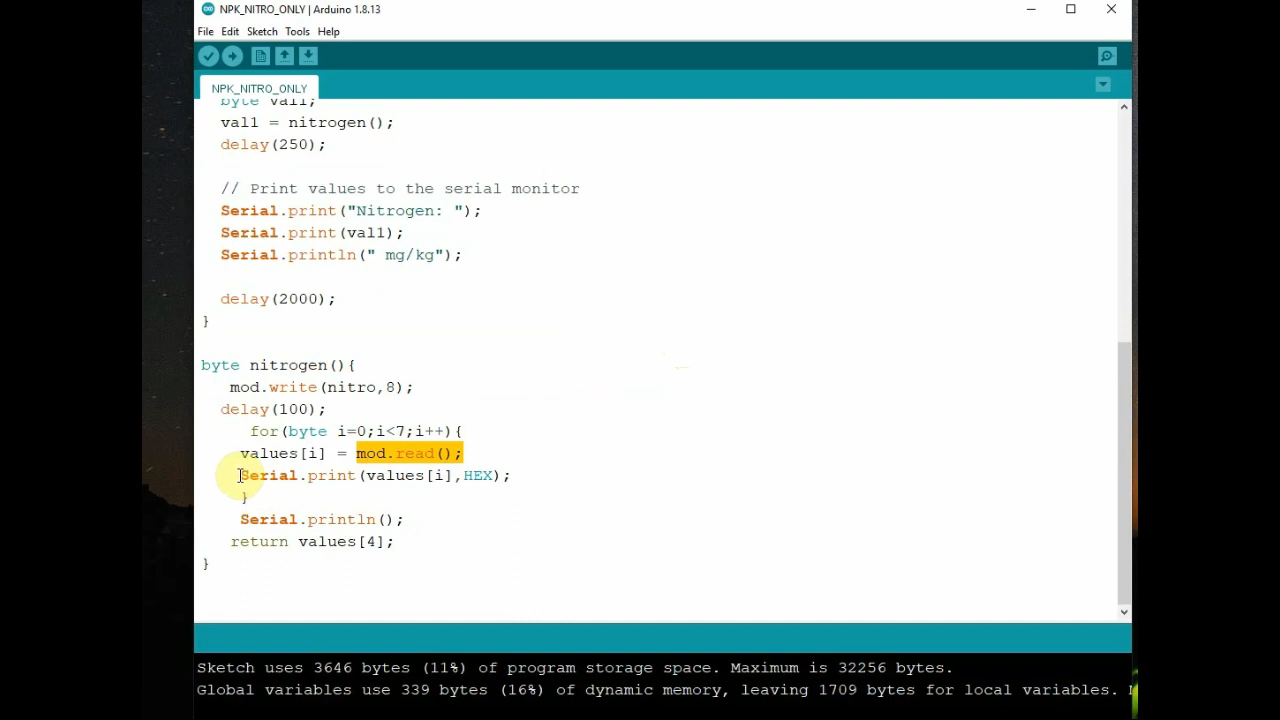 NPK_NITRO_ONLY | Arduino 1.8.13
File Edit Sketch Tools Help
NPK_NITRO_ONLY
byte val1;
val1 = nitrogen();
delay(250);
// Print values to the serial monitor
Serial.print("Nitrogen: ");
Serial.print(val1);
Serial.println(" mg/kg");
delay(2000);
}
byte nitrogen(){
mod.write(nitro,8);
delay(100);
for(byte i=0;i<7;i++){
values[i] = mod.read();
Serial.print(values[i],HEX);
}
Serial.println();
return values[4];
}
Sketch uses 3646 bytes (11%) of program storage space. Maximum is 32256 bytes.
Global variables use 339 bytes (16%) of dynamic memory, leaving 1709 bytes for local variables.